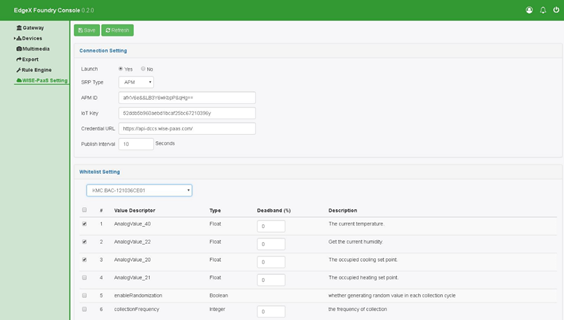 EdgeX Foundry Console 0.2.0
Gateway
Devices
Multimedia
Export
Rule Engine
WISE-PaaS Setting
Save Refresh
Connection Setting
Launch Yes No
SRP Type: APM
APM ID:
IoT Key:
Credential URL: https://api-dccs.wise-paas.com/
Publish Interval 10 Seconds
Whitelist Setting
KMC BAC-121036CE01
# Value Descriptor Type Deadband (%) Description
1 AnalogValue_40 Float 0 The current temperature.
2 AnalogValue_22 Float 0 Get the current humidity
3 AnalogValue_20 Float 0 The occupied cooling set point.
4 AnalogValue_21 Float 0 The occupied heating set point.
5 enableRandomization Boolean whether generating random value in each collection cycle
6 collectionFrequency Integer 0 the frequency of collection